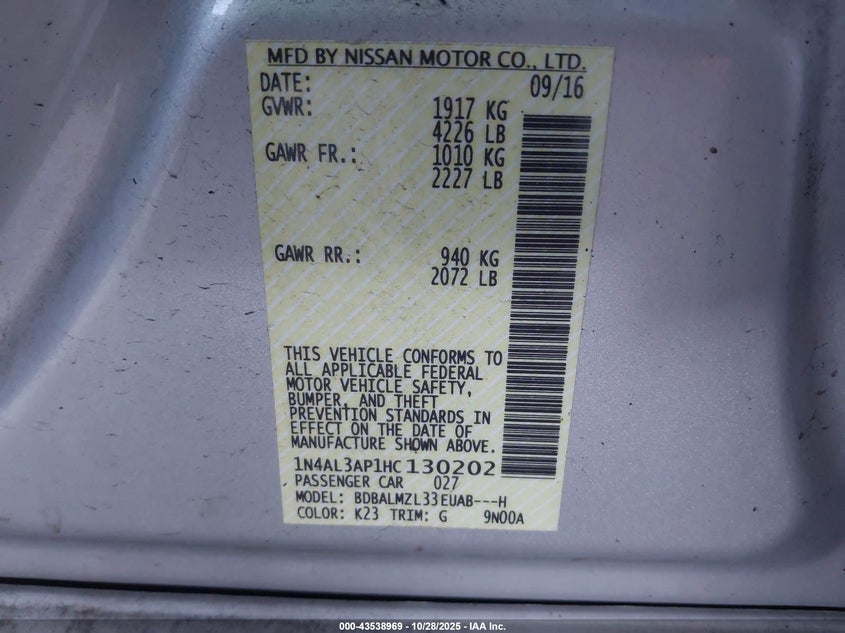 MFD BY NISSAN MOTOR CO., LTD.
DATE: 09/16
GVWR: 1917 KG
4226 LB
GAWR FR.: 1010 KG
2227 LB
GAWR RR.: 940 KG
2072 LB
THIS VEHICLE CONFORMS TO
ALL APPLICABLE FEDERAL
MOTOR VEHICLE SAFETY,
BUMPER, AND THEFT
PREVENTION STANDARDS IN
EFFECT ON THE DATE OF
MANUFACTURE SHOWN ABOVE.
1N4AL3AP1HC130202
PASSENGER CAR 027
MODEL: BDBALMZL33EUAB---H
COLOR: K23 TRIM: G 9N00A
000-43538969 | 10/28/2025 - IAA Inc.